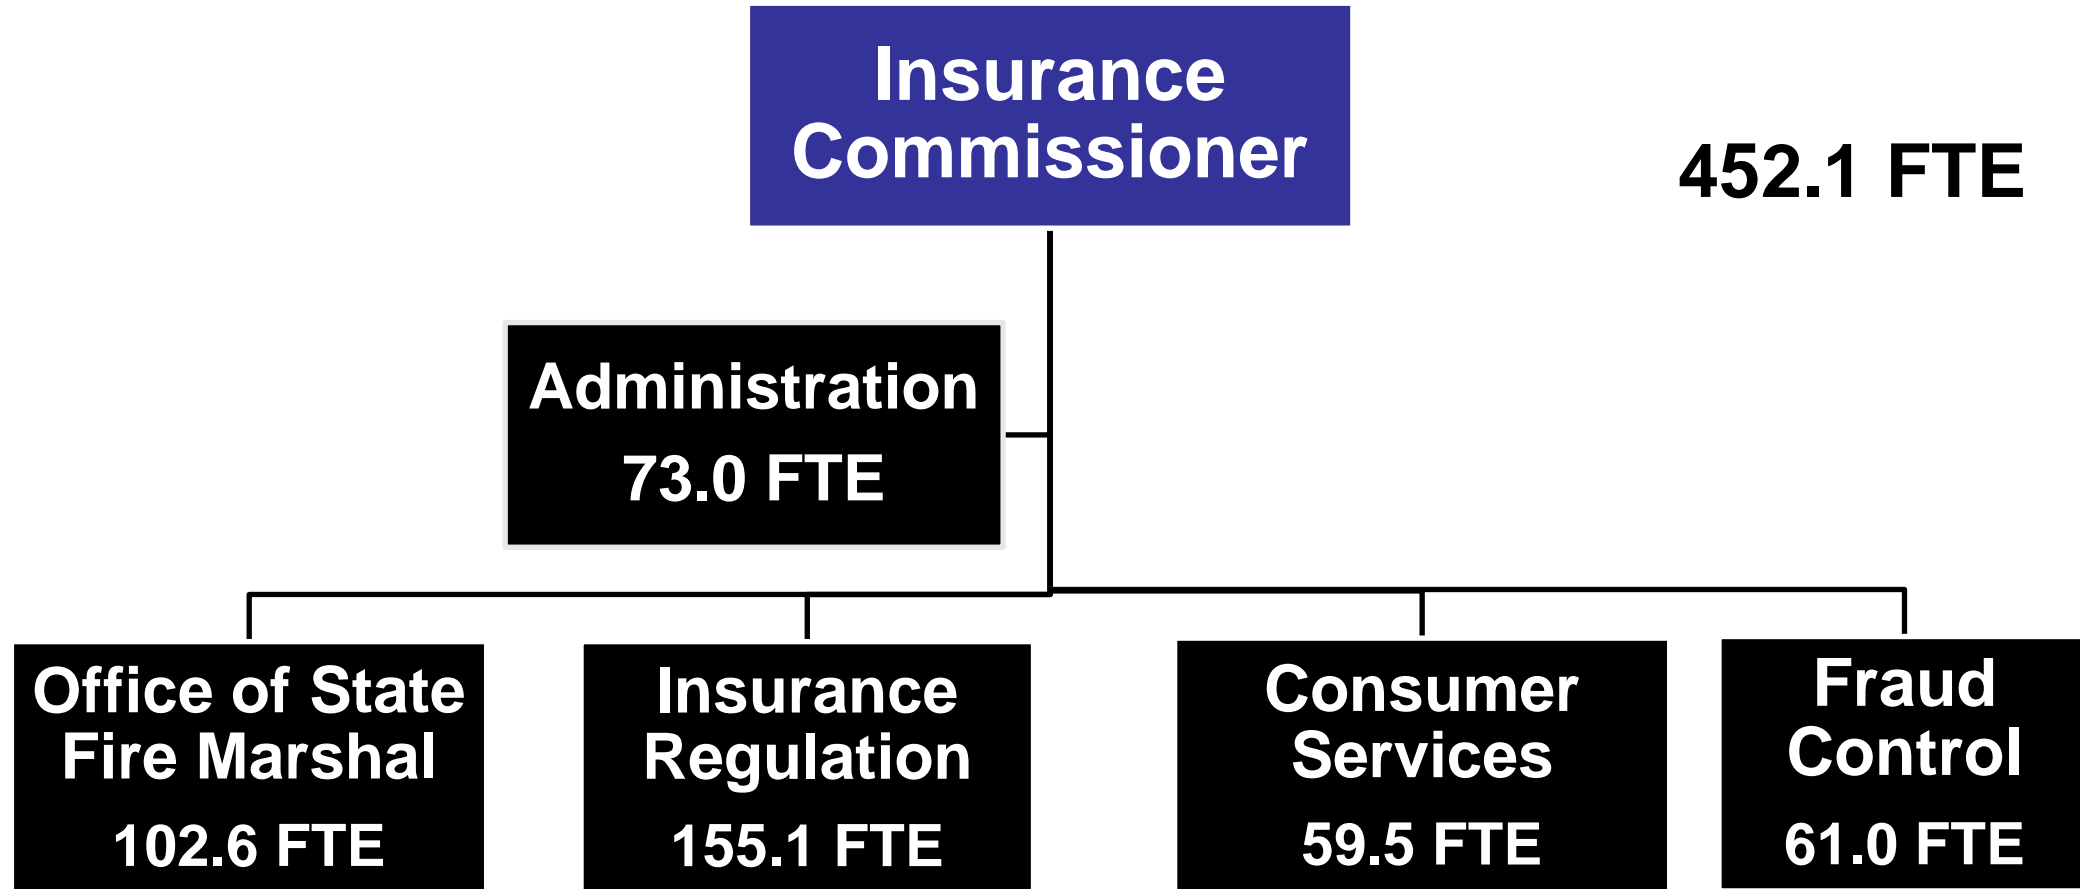 Insurance
Commissioner
452.1 FTE
Administration
73.0 FTE
Office of State
Fire Marshal
102.6 FTE
Insurance
Regulation
155.1 FTE
Consumer
Services
59.5 FTE
Fraud
Control
61.0 FTE